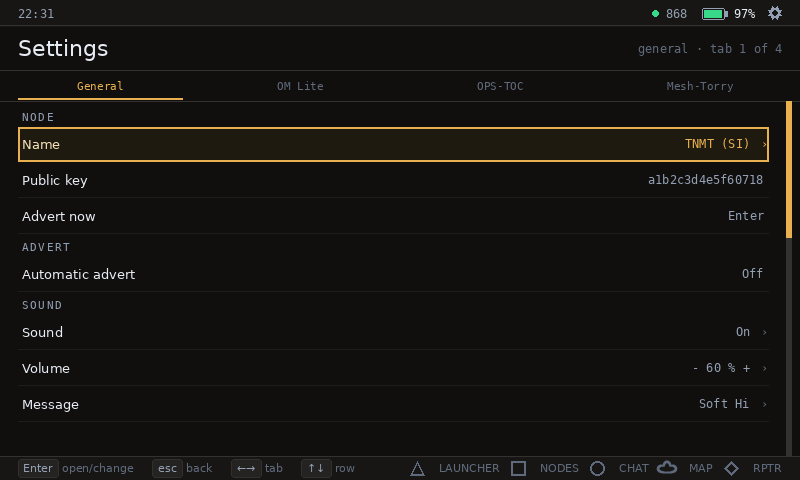 22:31 868 97%
Settings general · tab 1 of 4
General OM Lite OPS-TOC Mesh-Torry
NODE
Name TNMT (SI) ›
Public key a1b2c3d4e5f60718
Advert now Enter
ADVERT
Automatic advert Off
SOUND
Sound On ›
Volume - 60 % + ›
Message Soft Hi ›
Enter open/change esc back ←→ tab ↑↓ row LAUNCHER NODES CHAT MAP RPTR